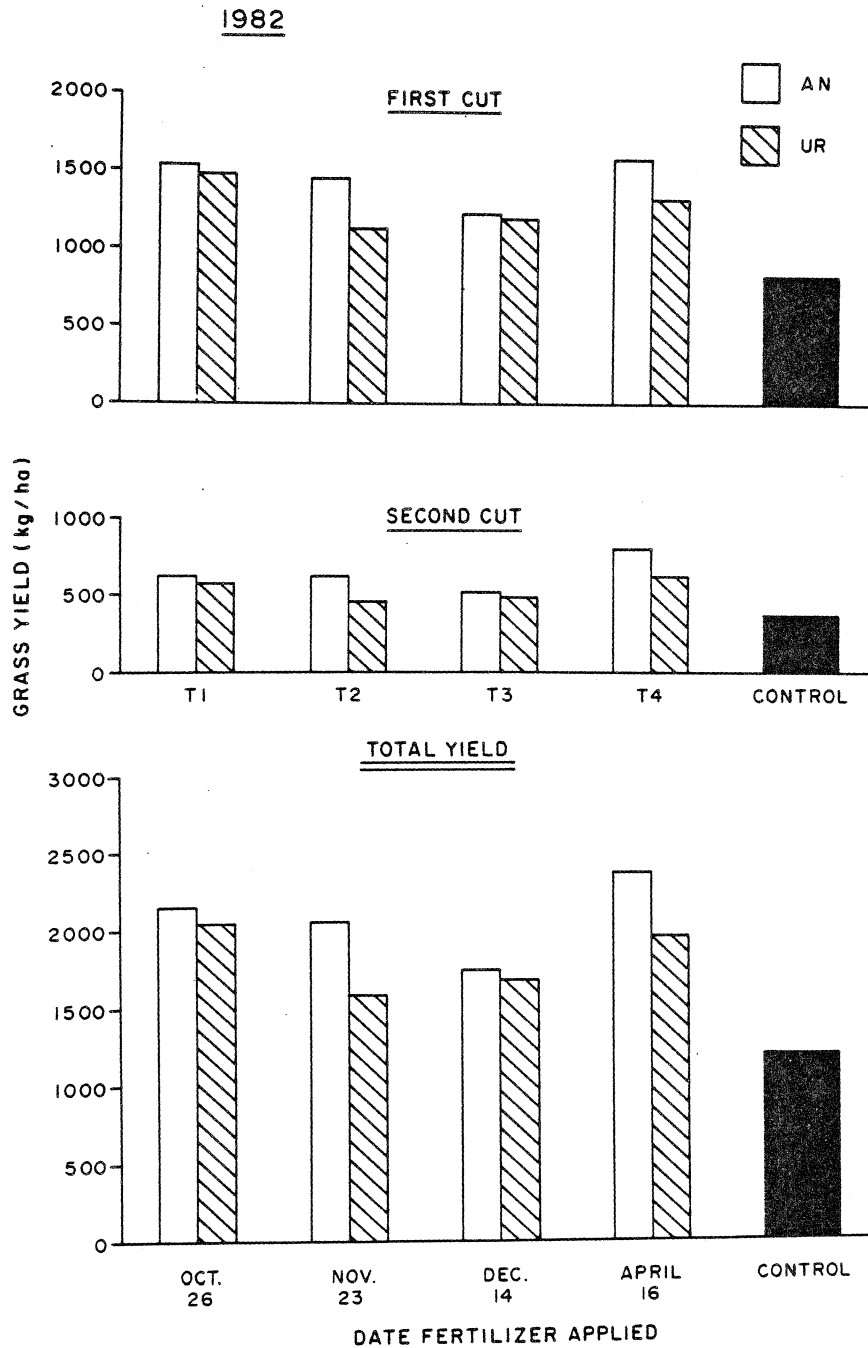 1982
FIRST CUT
AN
UR
2000
1500
1000
500
0
SECOND CUT
1000
500
0
T1 T2 T3 T4 CONTROL
GRASS YIELD (kg/ha)
TOTAL YIELD
3000
2500
2000
1500
1000
500
0
OCT. NOV. DEC. APRIL CONTROL
26 23 14 16
DATE FERTILIZER APPLIED